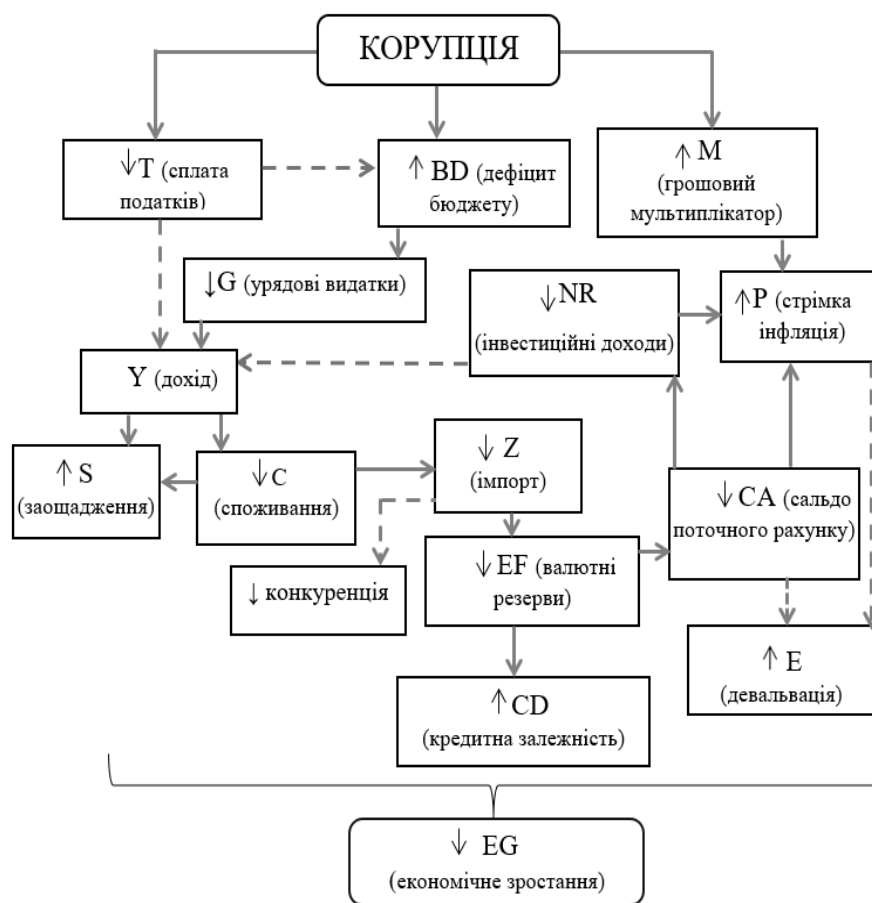 КОРУПЦІЯ
↓T (сплата
податків)
↑ BD (дефіцит
бюджету)
↑ M
(грошовий
мультиплікатор)
↓G (урядові видатки)
↓NR
(інвестиційні доходи)
↑P (стрімка
інфляція)
Y (дохід)
↑ S
(заощадження)
↓ C
(споживання)
↓ Z
(імпорт)
↓ CA (сальдо
поточного рахунку)
↓ конкуренція
↓ EF (валютні
резерви)
↑ E
(девальвація)
↑ CD
(кредитна залежність)
↓ EG
(економічне зростання)